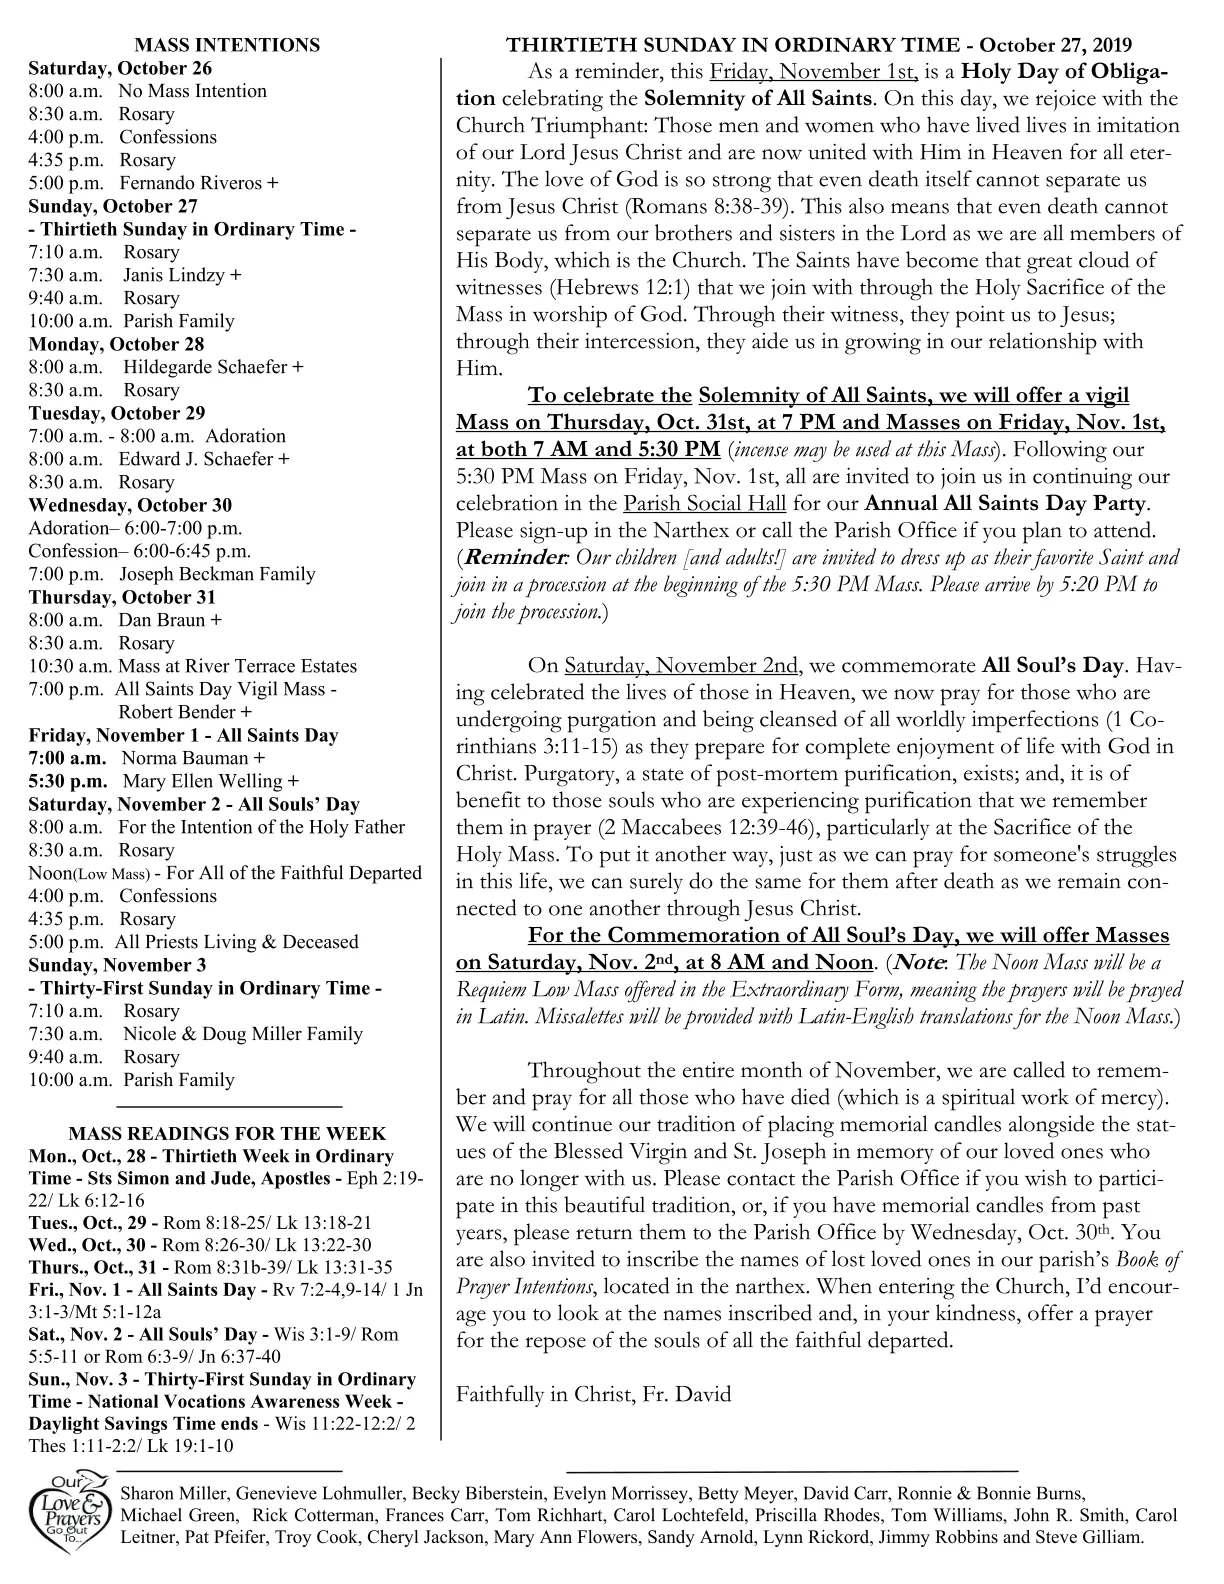 MASS INTENTIONS
Saturday, October 26
8:00 a.m. No Mass Intention
8:30 a.m. Rosary
4:00 p.m. Confessions
4:35 p.m. Rosary
5:00 p.m. Fernando Riveros +
Sunday, October 27
- Thirtieth Sunday in Ordinary Time -
7:10 a.m. Rosary
7:30 a.m. Janis Lindzy +
9:40 a.m. Rosary
10:00 a.m. Parish Family
Monday, October 28
8:00 a.m. Hildegarde Schaefer +
8:30 a.m. Rosary
Tuesday, October 29
7:00 a.m. - 8:00 a.m. Adoration
8:00 a.m. Edward J. Schaefer +
8:30 a.m. Rosary
Wednesday, October 30
Adoration– 6:00-7:00 p.m.
Confession– 6:00-6:45 p.m.
7:00 p.m. Joseph Beckman Family
Thursday, October 31
8:00 a.m. Dan Braun +
8:30 a.m. Rosary
10:30 a.m. Mass at River Terrace Estates
7:00 p.m. All Saints Day Vigil Mass -
Robert Bender +
Friday, November 1 - All Saints Day
7:00 a.m. Norma Bauman +
5:30 p.m. Mary Ellen Welling +
Saturday, November 2 - All Souls’ Day
8:00 a.m. For the Intention of the Holy Father
8:30 a.m. Rosary
Noon(Low Mass) - For All of the Faithful Departed
4:00 p.m. Confessions
4:35 p.m. Rosary
5:00 p.m. All Priests Living & Deceased
Sunday, November 3
- Thirty-First Sunday in Ordinary Time -
7:10 a.m. Rosary
7:30 a.m. Nicole & Doug Miller Family
9:40 a.m. Rosary
10:00 a.m. Parish Family
MASS READINGS FOR THE WEEK
Mon., Oct., 28 - Thirtieth Week in Ordinary
Time - Sts Simon and Jude, Apostles - Eph 2:19-
22/ Lk 6:12-16
Tues., Oct., 29 - Rom 8:18-25/ Lk 13:18-21
Wed., Oct., 30 - Rom 8:26-30/ Lk 13:22-30
Thurs., Oct., 31 - Rom 8:31b-39/ Lk 13:31-35
Fri., Nov. 1 - All Saints Day - Rv 7:2-4,9-14/ 1 Jn
3:1-3/Mt 5:1-12a
Sat., Nov. 2 - All Souls’ Day - Wis 3:1-9/ Rom
5:5-11 or Rom 6:3-9/ Jn 6:37-40
Sun., Nov. 3 - Thirty-First Sunday in Ordinary
Time - National Vocations Awareness Week -
Daylight Savings Time ends - Wis 11:22-12:2/ 2
Thes 1:11-2:2/ Lk 19:1-10
THIRTIETH SUNDAY IN ORDINARY TIME - October 27, 2019
As a reminder, this Friday, November 1st, is a Holy Day of Obliga-
tion celebrating the Solemnity of All Saints. On this day, we rejoice with the
Church Triumphant: Those men and women who have lived lives in imitation
of our Lord Jesus Christ and are now united with Him in Heaven for all eter-
nity. The love of God is so strong that even death itself cannot separate us
from Jesus Christ (Romans 8:38-39). This also means that even death cannot
separate us from our brothers and sisters in the Lord as we are all members of
His Body, which is the Church. The Saints have become that great cloud of
witnesses (Hebrews 12:1) that we join with through the Holy Sacrifice of the
Mass in worship of God. Through their witness, they point us to Jesus;
through their intercession, they aide us in growing in our relationship with
Him.
To celebrate the Solemnity of All Saints, we will offer a vigil
Mass on Thursday, Oct. 31st, at 7 PM and Masses on Friday, Nov. 1st,
at both 7 AM and 5:30 PM (incense may be used at this Mass). Following our
5:30 PM Mass on Friday, Nov. 1st, all are invited to join us in continuing our
celebration in the Parish Social Hall for our Annual All Saints Day Party.
Please sign-up in the Narthex or call the Parish Office if you plan to attend.
(Reminder: Our children [and adults!] are invited to dress up as their favorite Saint and
join in a procession at the beginning of the 5:30 PM Mass. Please arrive by 5:20 PM to
join the procession.)
On Saturday, November 2nd, we commemorate All Soul’s Day. Hav-
ing celebrated the lives of those in Heaven, we now pray for those who are
undergoing purgation and being cleansed of all worldly imperfections (1 Co-
rinthians 3:11-15) as they prepare for complete enjoyment of life with God in
Christ. Purgatory, a state of post-mortem purification, exists; and, it is of
benefit to those souls who are experiencing purification that we remember
them in prayer (2 Maccabees 12:39-46), particularly at the Sacrifice of the
Holy Mass. To put it another way, just as we can pray for someone's struggles
in this life, we can surely do the same for them after death as we remain con-
nected to one another through Jesus Christ.
For the Commemoration of All Soul’s Day, we will offer Masses
on Saturday, Nov. 2nd, at 8 AM and Noon. (Note: The Noon Mass will be a
Requiem Low Mass offered in the Extraordinary Form, meaning the prayers will be prayed
in Latin. Missalettes will be provided with Latin-English translations for the Noon Mass.)
Throughout the entire month of November, we are called to remem-
ber and pray for all those who have died (which is a spiritual work of mercy).
We will continue our tradition of placing memorial candles alongside the stat-
ues of the Blessed Virgin and St. Joseph in memory of our loved ones who
are no longer with us. Please contact the Parish Office if you wish to partici-
pate in this beautiful tradition, or, if you have memorial candles from past
years, please return them to the Parish Office by Wednesday, Oct. 30th. You
are also invited to inscribe the names of lost loved ones in our parish’s Book of
Prayer Intentions, located in the narthex. When entering the Church, I’d encour-
age you to look at the names inscribed and, in your kindness, offer a prayer
for the repose of the souls of all the faithful departed.
Faithfully in Christ, Fr. David
Our
Love &
Prayers
Go Out
To...
Sharon Miller, Genevieve Lohmuller, Becky Biberstein, Evelyn Morrissey, Betty Meyer, David Carr, Ronnie & Bonnie Burns,
Michael Green, Rick Cotterman, Frances Carr, Tom Richhart, Carol Lochtefeld, Priscilla Rhodes, Tom Williams, John R. Smith, Carol
Leitner, Pat Pfeifer, Troy Cook, Cheryl Jackson, Mary Ann Flowers, Sandy Arnold, Lynn Rickord, Jimmy Robbins and Steve Gilliam.